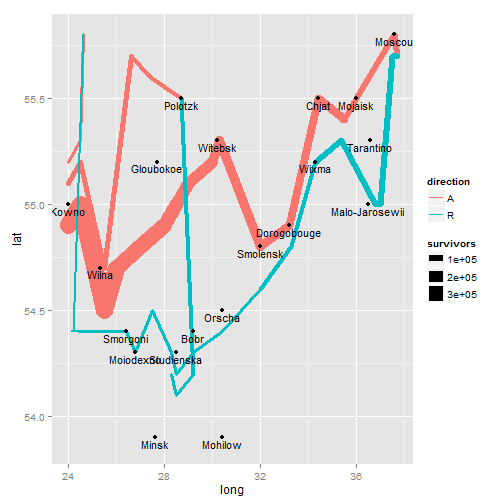 Moscou
55.5
Polotzk
Chjat
Mojaisk
Witebsk
Tarantino
Gloubokoe
Wixma
direction
A
55.0
Kowno
Malo-Jarosewii
R
lat
Dorogobouge
survivors
Smolensk
1e+05
Wilna
2e+05
3e+05
54.5
Orscha
Smorgoni
Bobr
Moiodexno
Studienska
54.0
Minsk
Mohilow
24
28
32
36
long